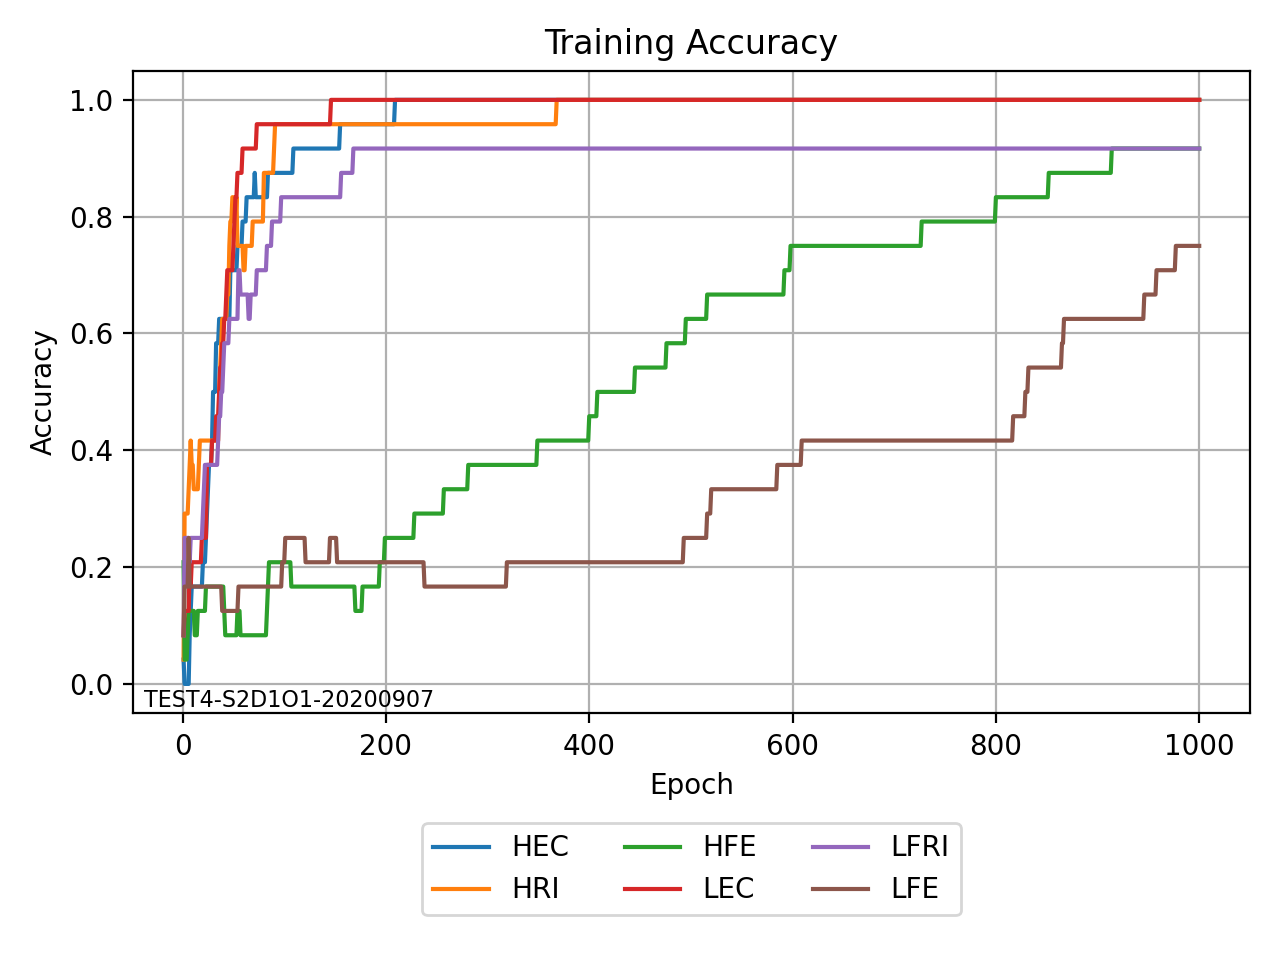 Training Accuracy
Accuracy
1.0
0.8
0.6
0.4
0.2
0.0
TEST4-S2D1O1-20200907
0 200 400 600 800 1000
Epoch
HEC HFE LFRI
HRI LEC LFE